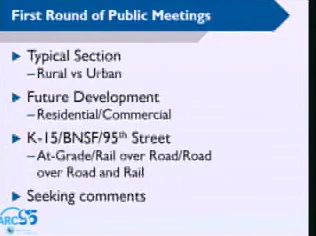 First Round of Public Meetings
Typical Section
–Rural vs Urban
Future Development
–Residential/Commercial
K-15/BNSF/95th Street
–At-Grade/Rail over Road/Road
over Road and Rail
Seeking comments
ARC95